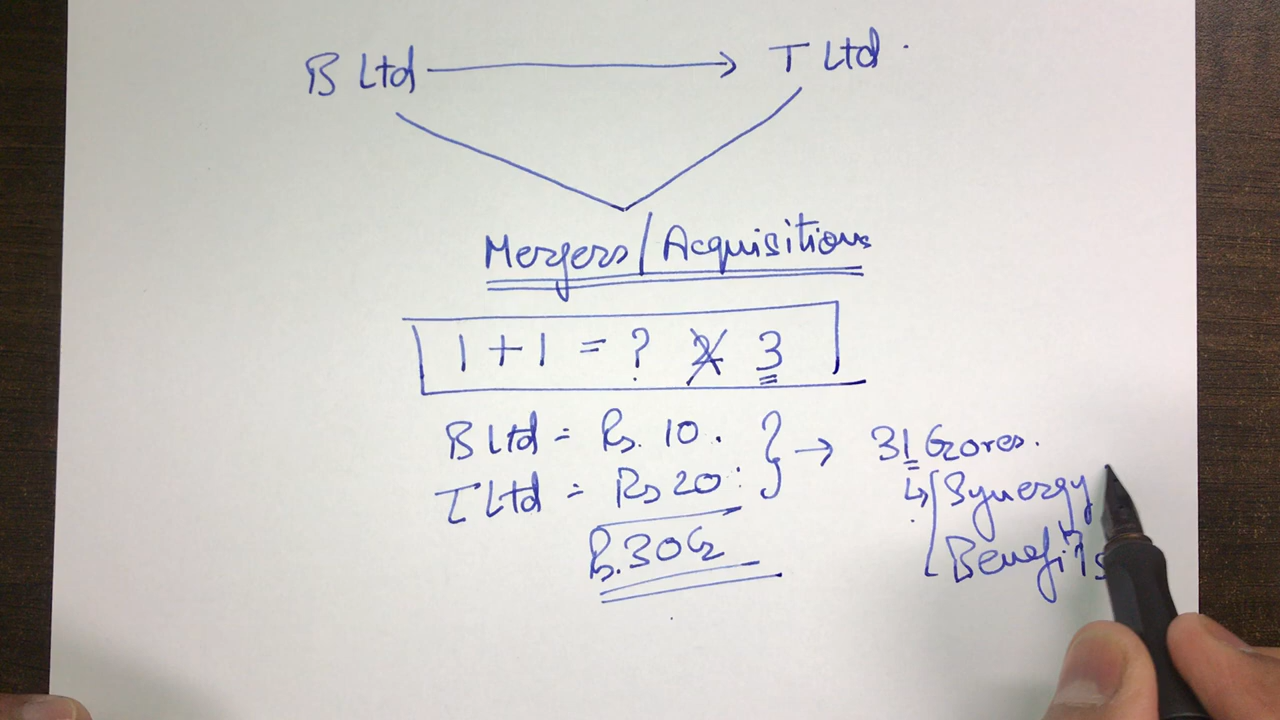 B Ltd → T Ltd.
Mergers/Acquisitions
1 + 1 = ? 2 3
B Ltd = Rs. 10. } → 31 Crores.
T Ltd = Rs 20 : ↳ Synergy
Rs. 30 Cr Benefits